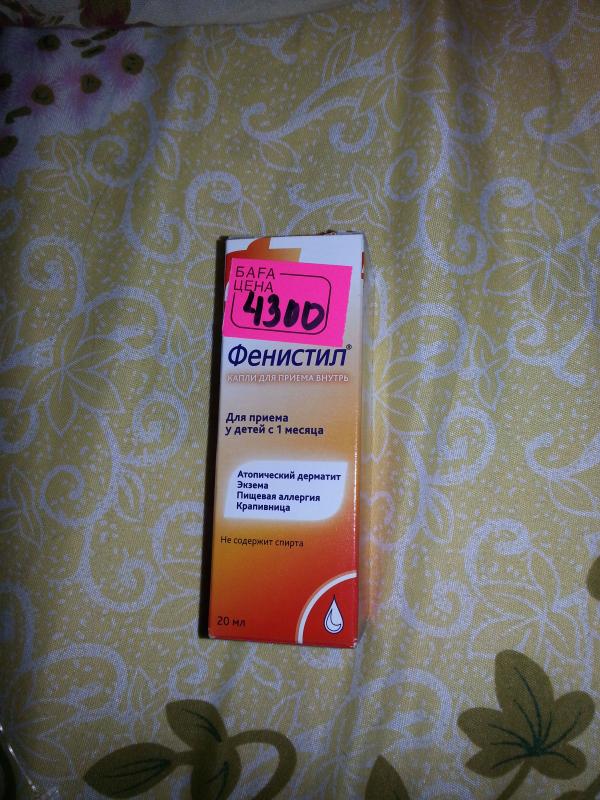 БАҒА
ЦЕНА
4300
Фенистил®
КАПЛИ ДЛЯ ПРИЕМА ВНУТРЬ
Для приема
у детей с 1 месяца
Атопический дерматит
Экзема
Пищевая аллергия
Крапивница
Не содержит спирта
20 мл